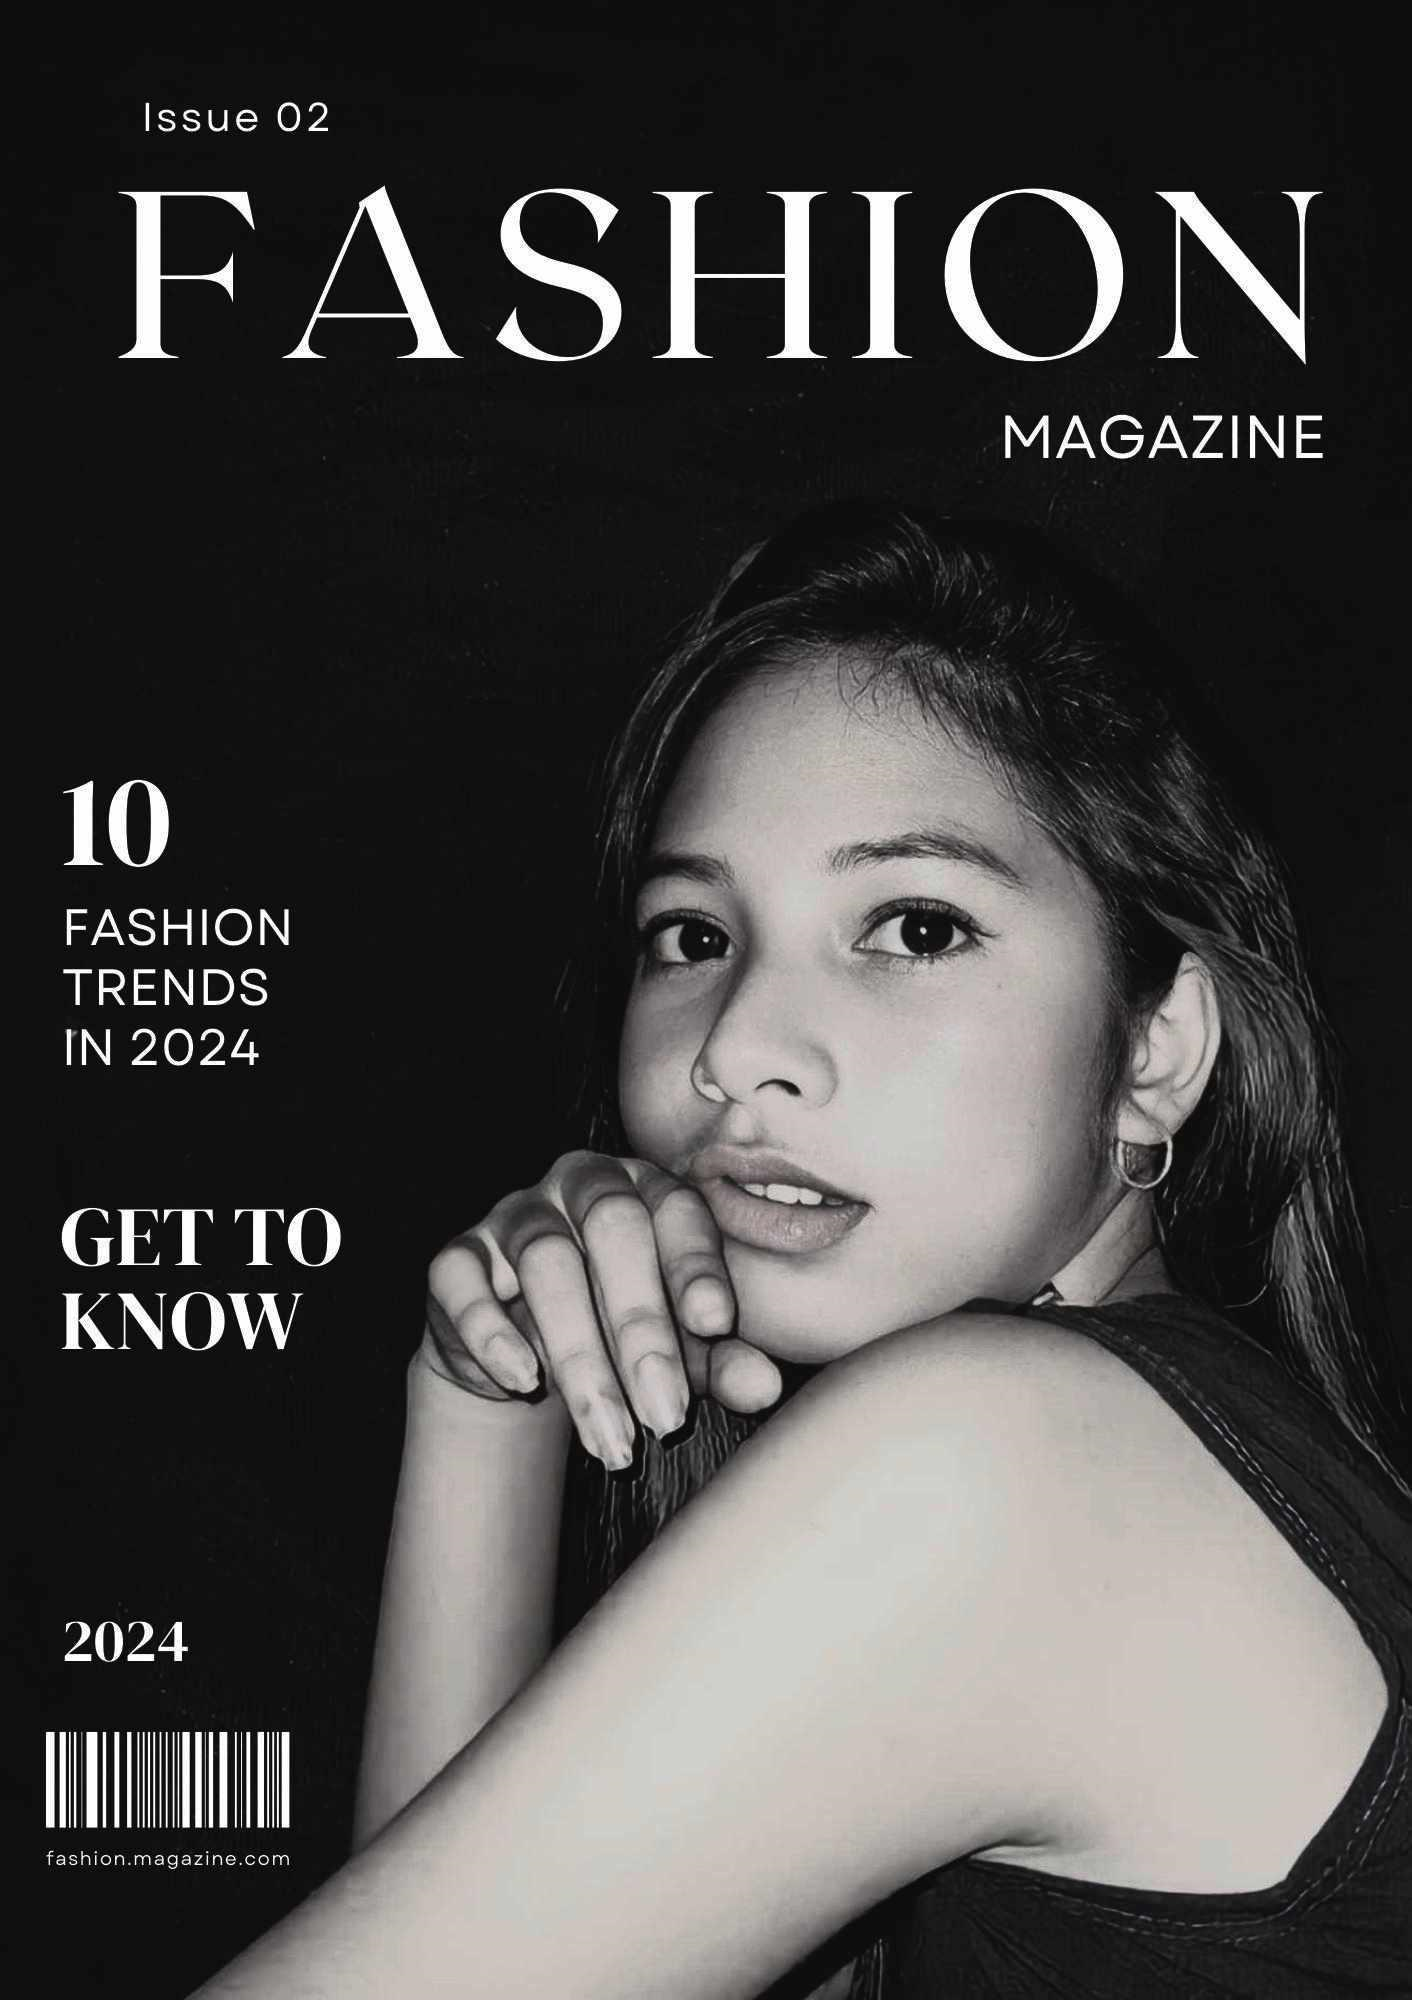 Issue 02
FASHION
MAGAZINE
10
FASHION
TRENDS
IN 2024
GET TO
KNOW
2024
fashion.magazine.com